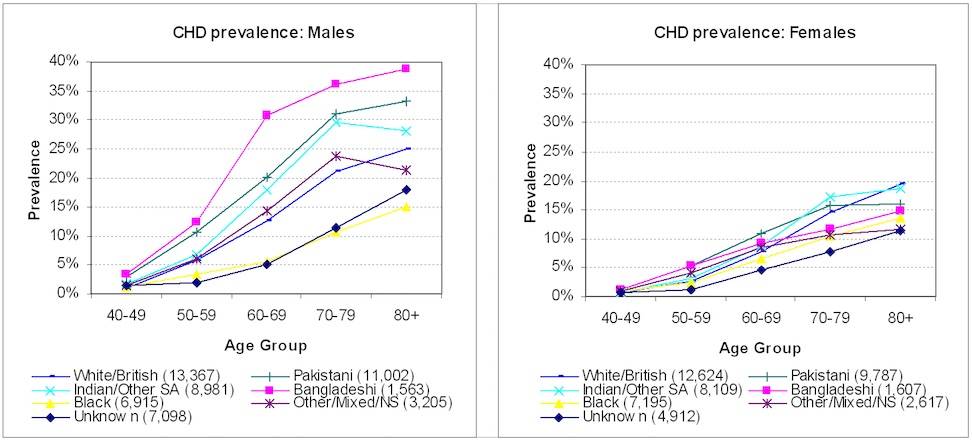 CHD prevalence: Males
40%
35%
30%
25%
20%
15%
10%
5%
0%
Prevalence
40-49 50-59 60-69 70-79 80+
Age Group
White/British (13,367) Pakistani (11,002)
Indian/Other SA (8,981) Bangladeshi (1,563)
Black (6,915) Other/Mixed/NS (3,205)
Unknown (7,098)
CHD prevalence: Females
40%
35%
30%
25%
20%
15%
10%
5%
0%
Prevalence
40-49 50-59 60-69 70-79 80+
Age Group
White/British (12,624) Pakistani (9,787)
Indian/Other SA (8,109) Bangladeshi (1,607)
Black (7,195) Other/Mixed/NS (2,617)
Unknown (4,912)